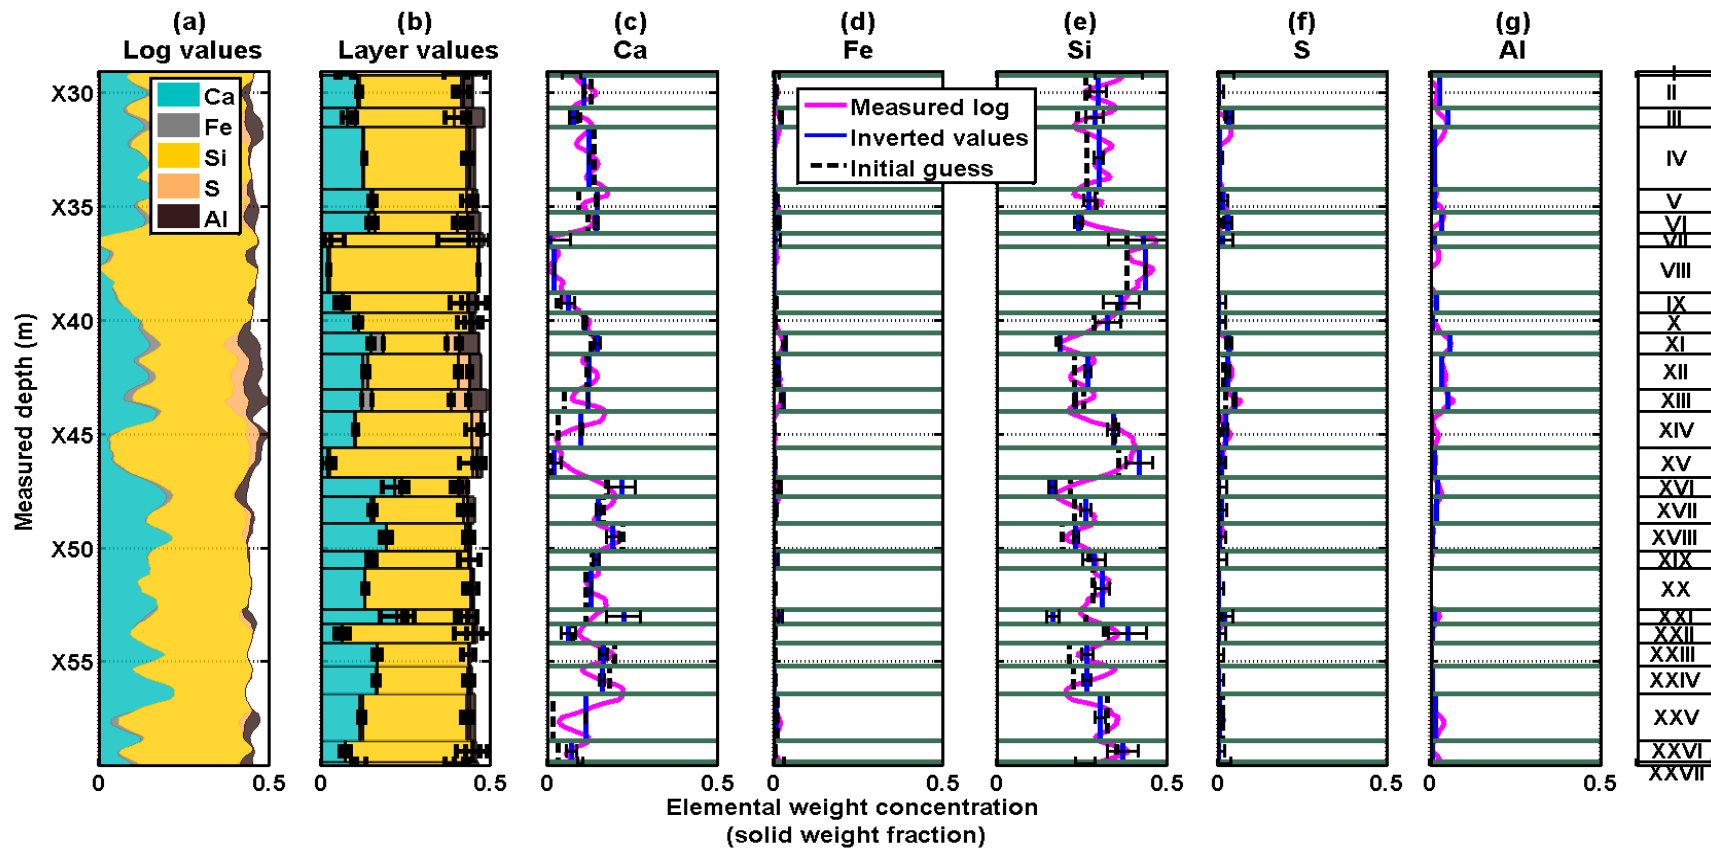 (a) (b) (c) (d) (e) (f) (g)
Log values Layer values Ca Fe Si S Al
Ca
Fe
Si
S
Al
Measured log
Inverted values
Initial guess
X30
X35
X40
X45
X50
X55
Measured depth (m)
I
II
III
IV
V
VI
VII
VIII
IX
X
XI
XII
XIII
XIV
XV
XVI
XVII
XVIII
XIX
XX
XXI
XXII
XXIII
XXIV
XXV
XXVI
XXVII
0 0.5 0 0.5 0 0.5 0 0.5 0 0.5 0 0.5 0 0.5
Elemental weight concentration
(solid weight fraction)